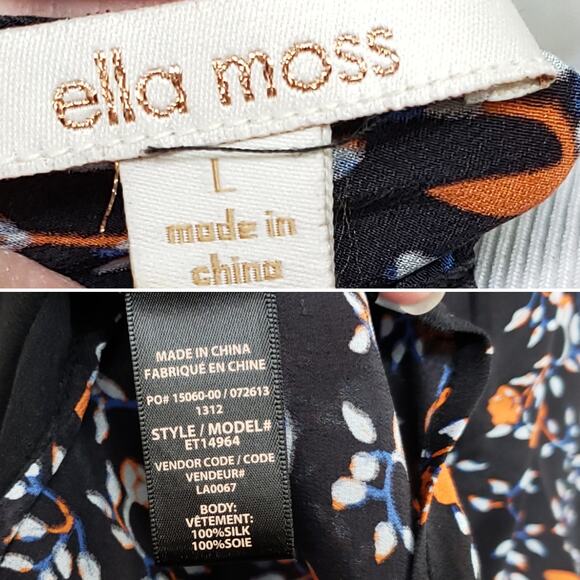 ella moss
L
made in
china
MADE IN CHINA
FABRIQUÉ EN CHINE
PO# 15060-00 / 072613
1312
STYLE / MODEL#
ET14964
VENDOR CODE / CODE
VENDEUR#
LA0067
BODY:
VÊTEMENT:
100%SILK
100%SOIE